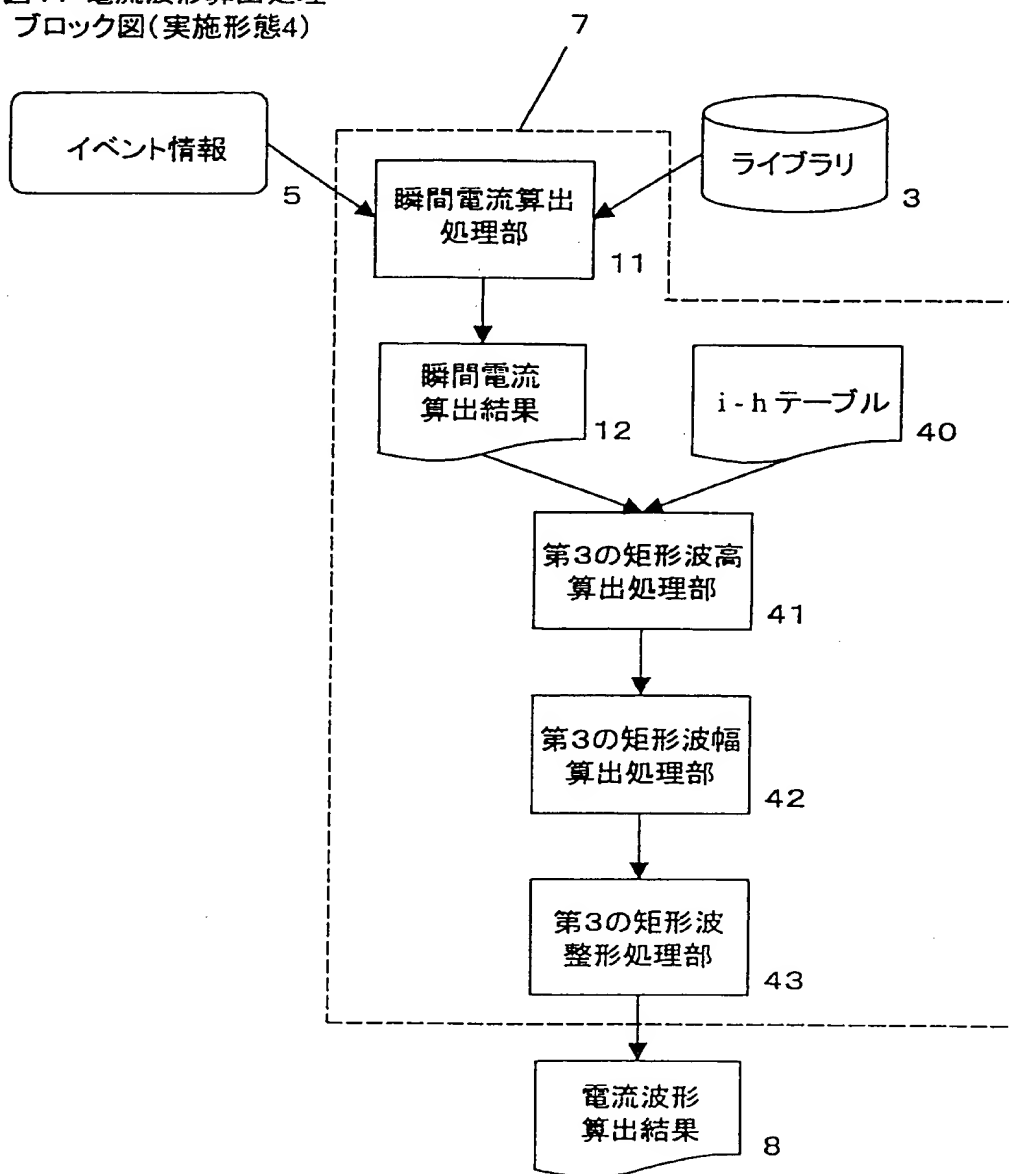 ブロック図(実施形態4)
7
イベント情報
5
ライブラリ
3
瞬間電流算出
処理部
11
瞬間電流
算出結果
12
i-hテーブル
40
第3の矩形波高
算出処理部
41
第3の矩形波幅
算出処理部
42
第3の矩形波
整形処理部
43
電流波形
算出結果
8